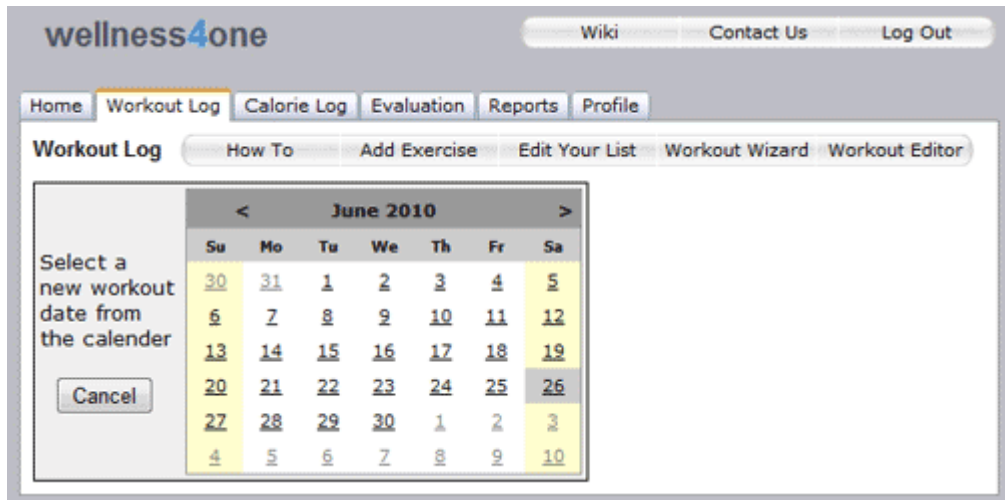 wellness4one
Wiki Contact Us Log Out
Home Workout Log Calorie Log Evaluation Reports Profile
Workout Log How To Add Exercise Edit Your List Workout Wizard Workout Editor
< June 2010 >
Su Mo Tu We Th Fr Sa
30 31 1 2 3 4 5
6 7 8 9 10 11 12
13 14 15 16 17 18 19
20 21 22 23 24 25 26
27 28 29 30 1 2 3
4 5 6 7 8 9 10
Select a
new workout
date from
the calender
Cancel